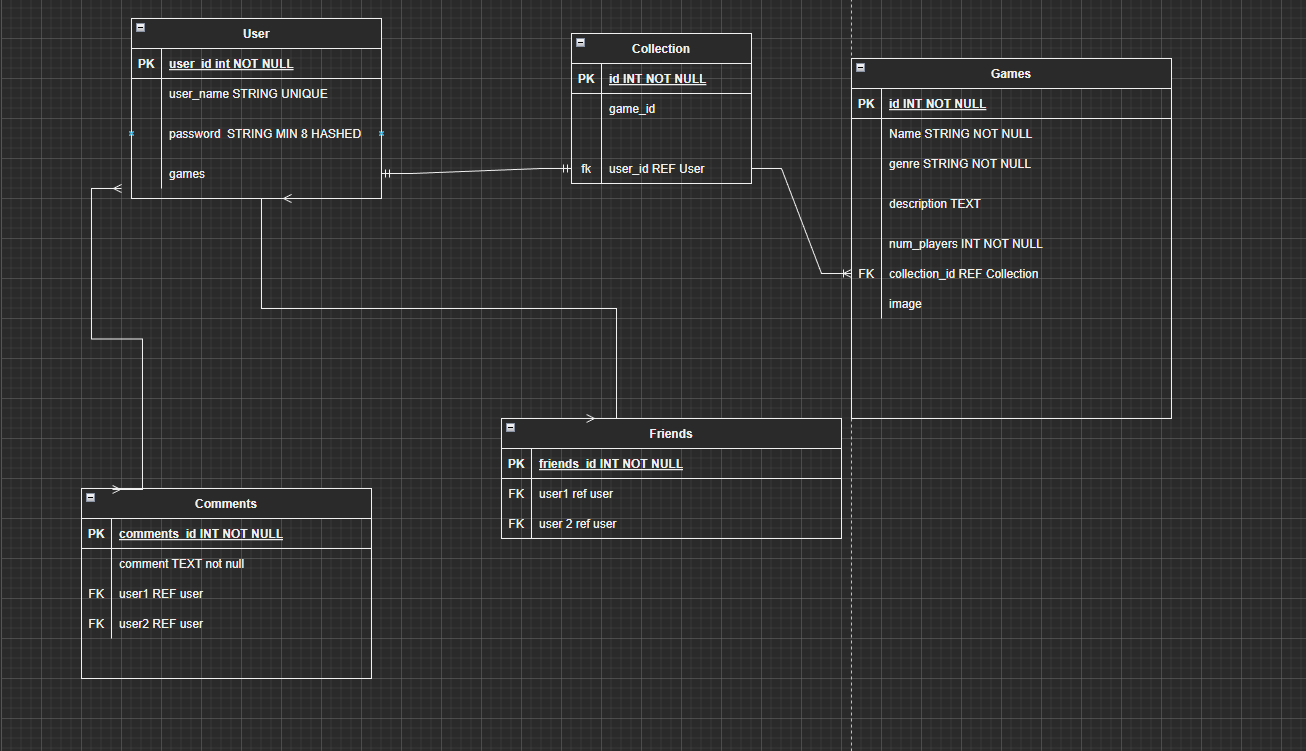 User
PK user_id int NOT NULL
user_name STRING UNIQUE
password  STRING MIN 8 HASHED
games
Collection
PK id INT NOT NULL
game_id
fk user_id REF User
Games
PK id INT NOT NULL
Name STRING NOT NULL
genre STRING NOT NULL
description TEXT
num_players INT NOT NULL
FK collection_id REF Collection
image
Friends
PK friends_id INT NOT NULL
FK user1 ref user
FK user 2 ref user
Comments
PK comments_id INT NOT NULL
comment TEXT not null
FK user1 REF user
FK user2 REF user